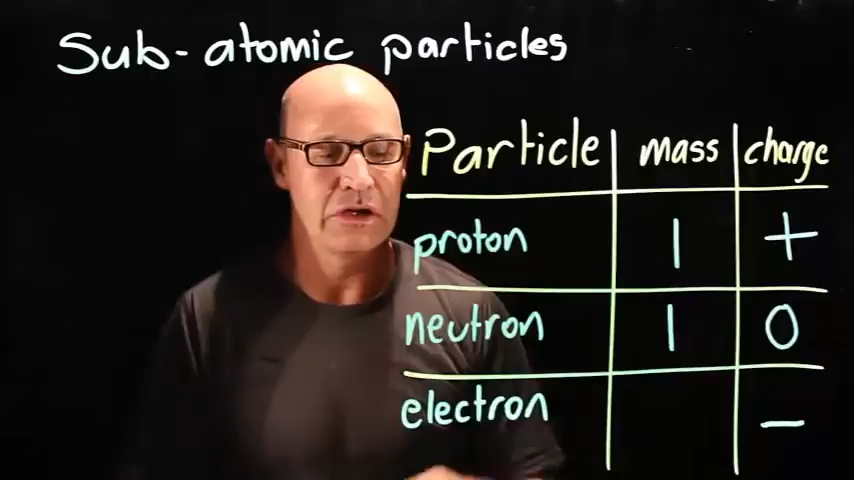 Sub-atomic particles
Particle mass charge
proton 1 +
neutron 1 0
electron –